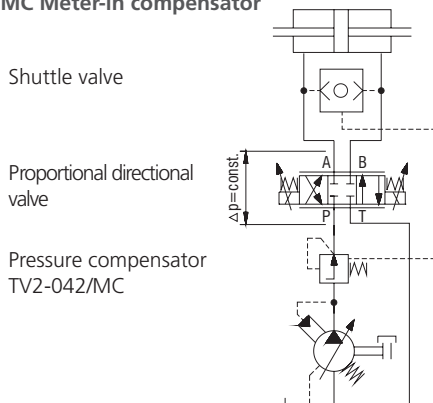 MC Meter-in compensator
Shuttle valve
Proportional directional
valve
Δp=const.
A B
P T
Pressure compensator
TV2-042/MC